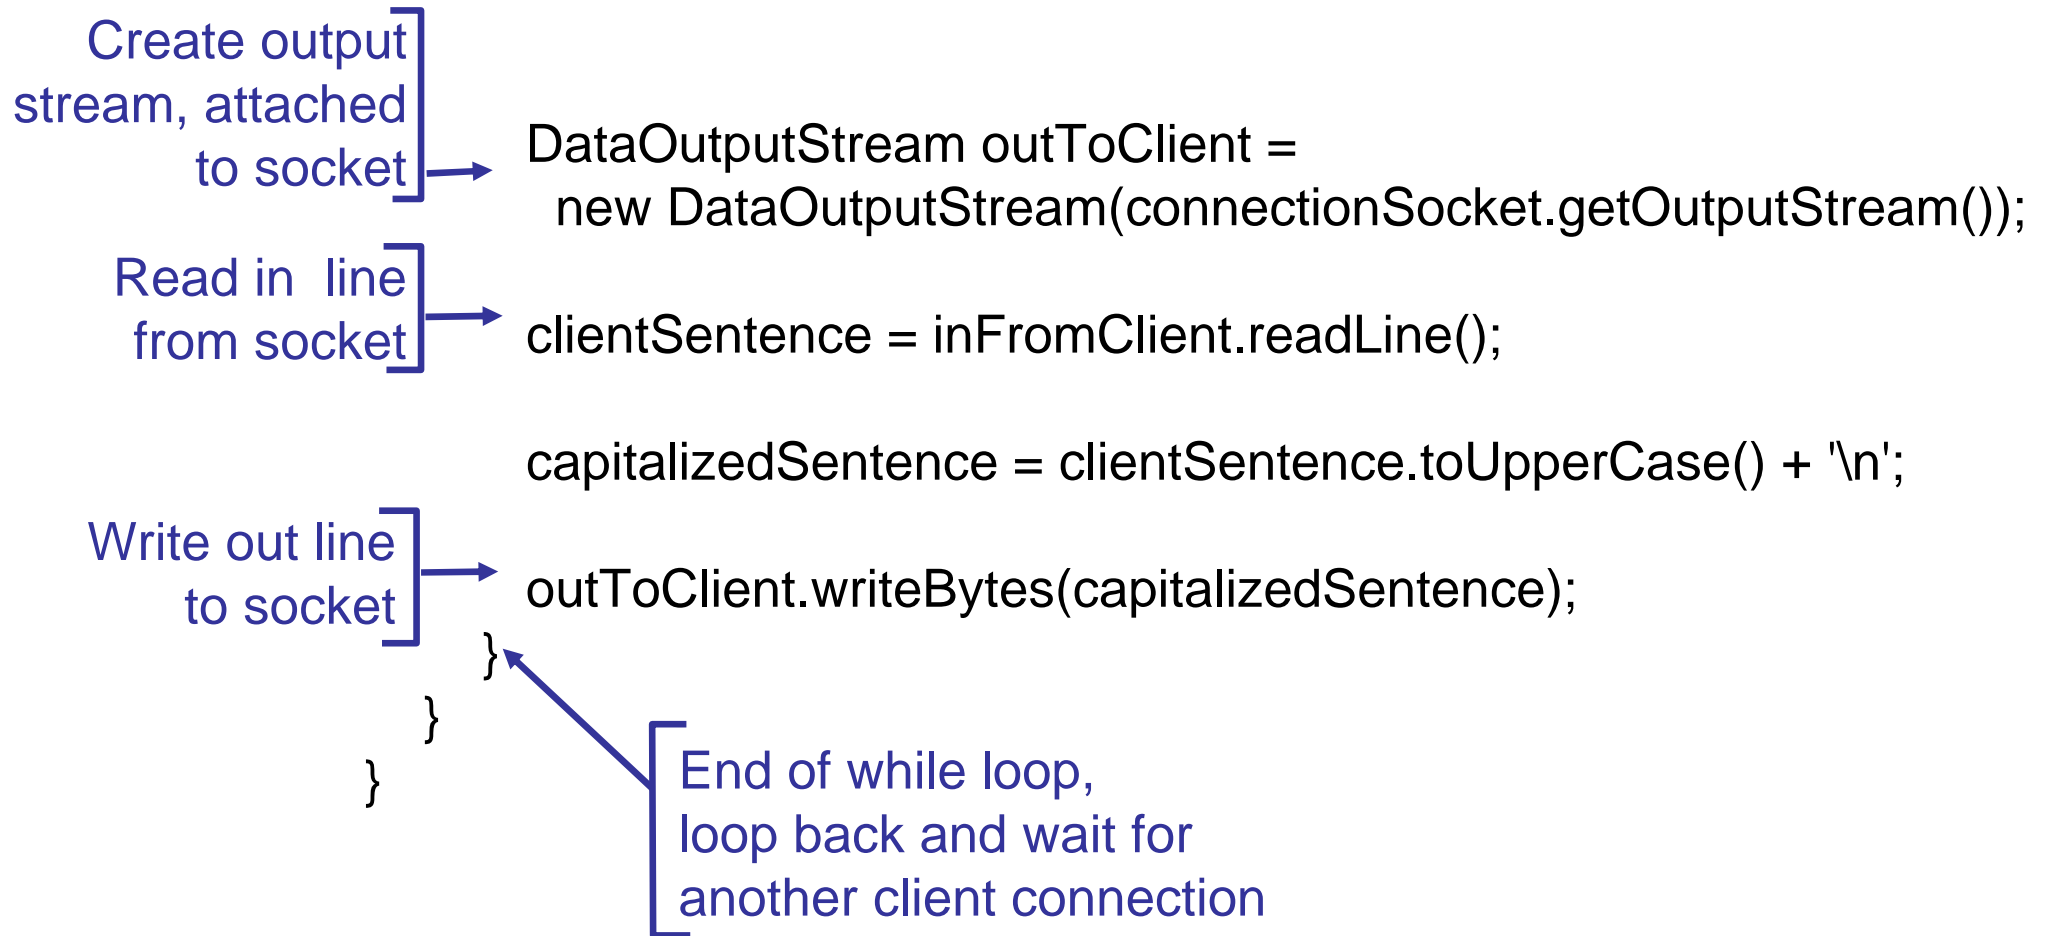 Create output
stream, attached
to socket
DataOutputStream outToClient =
new DataOutputStream(connectionSocket.getOutputStream());
Read in  line
from socket
clientSentence = inFromClient.readLine();
capitalizedSentence = clientSentence.toUpperCase() + '\n';
Write out line
to socket
outToClient.writeBytes(capitalizedSentence);
}
}
}
End of while loop,
loop back and wait for
another client connection